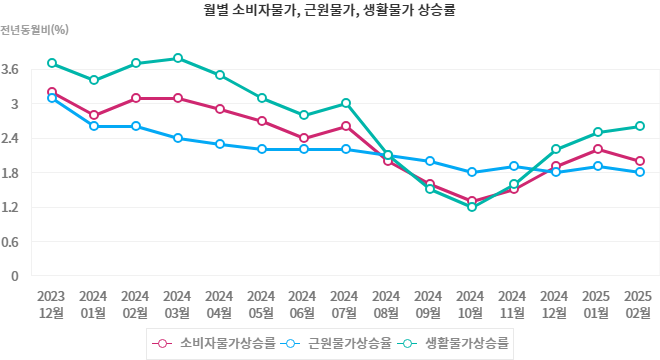 월별 소비자물가, 근원물가, 생활물가 상승률
전년동월비(%)
3.6
3
2.4
1.8
1.2
0.6
0
2023 2024 2024 2024 2024 2024 2024 2024 2024 2024 2024 2024 2024 2025 2025
12월 01월 02월 03월 04월 05월 06월 07월 08월 09월 10월 11월 12월 01월 02월
소비자물가상승률 근원물가상승율 생활물가상승률